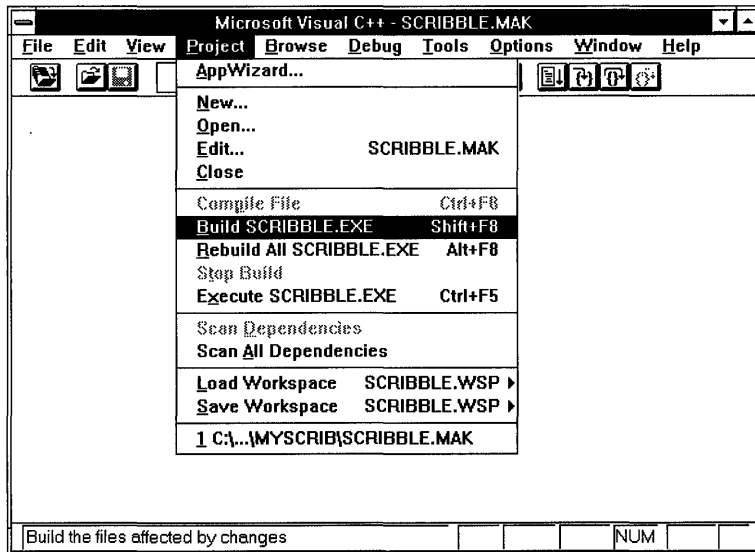 Microsoft Visual C++ - SCRIBBLE.MAK
File Edit View Project Browse Debug Tools Options Window Help
AppWizard...
New...
Open...
Edit... SCRIBBLE.MAK
Close
Compile File Ctrl+F8
Build SCRIBBLE.EXE Shift+F8
Rebuild All SCRIBBLE.EXE Alt+F8
Stop Build
Execute SCRIBBLE.EXE Ctrl+F5
Scan Dependencies
Scan All Dependencies
Load Workspace SCRIBBLE.WSP
Save Workspace SCRIBBLE.WSP
1 C:\...\MYSCRIB\SCRIBBLE.MAK
Build the files affected by changes NUM